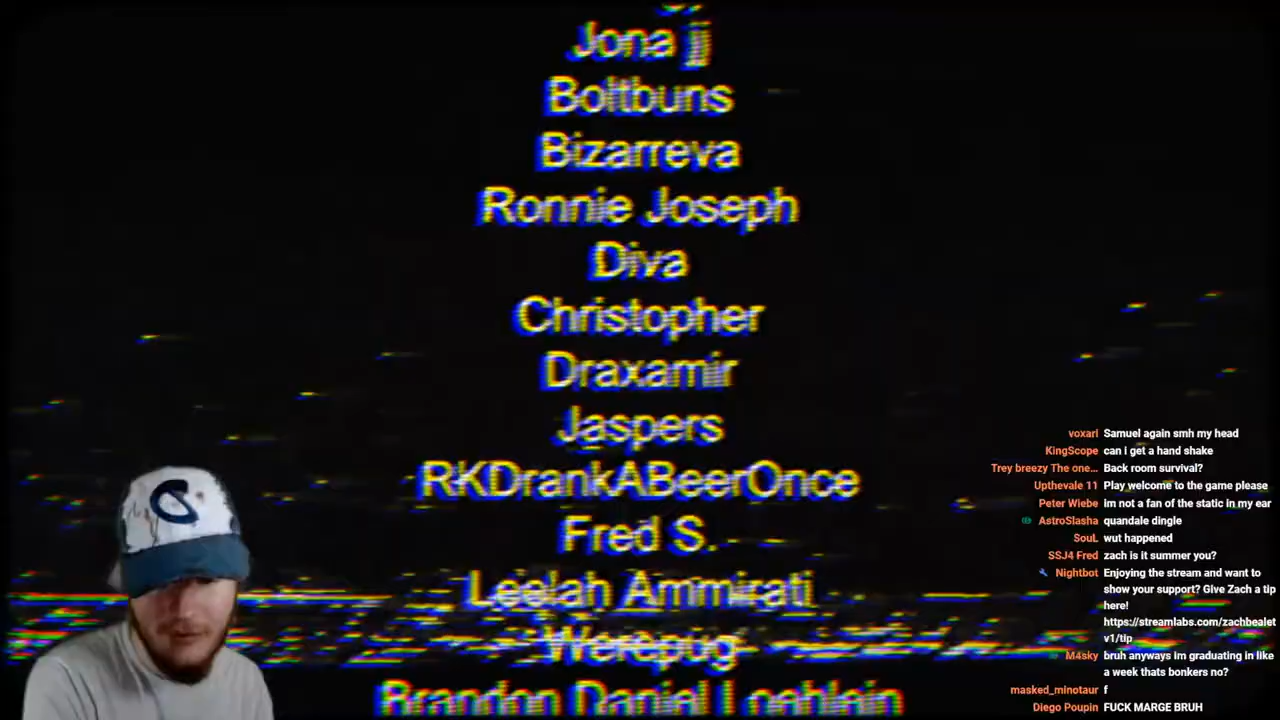 Jona jj
Boltbuns
Bizarreva
Ronnie Joseph
Diva
Christopher
Draxamir
Jaspers
RKDrankABeerOnce
Fred S.
Leelah Ammirati
Werepug
Brandon Daniel Loehlein
voxarl Samuel again smh my head
KingScope can i get a hand shake
Trey breezy The one... Back room survival?
Upthevale 11 Play welcome to the game please
Peter Wiebe im not a fan of the static in my ear
AstroSlasha quandale dingle
SouL wut happened
SSJ4 Fred zach is it summer you?
Nightbot Enjoying the stream and want to
show your support? Give Zach a tip
here!
https://streamlabs.com/zachbealet
v1/tip
M4sky bruh anyways im graduating in like
a week thats bonkers no?
masked_minotaur f
Diego Poupin FUCK MARGE BRUH